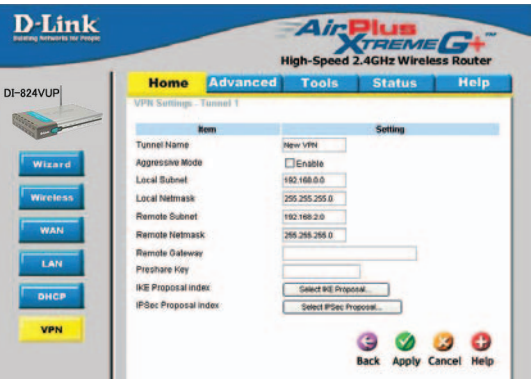 D-Link
Building Networks for People
AirPlus
XTREME G+
High-Speed 2.4GHz Wireless Router
DI-824VUP
Home Advanced Tools Status Help
VPN Settings - Tunnel 1
Item Setting
Tunnel Name New VPN
Aggressive Mode Enable
Local Subnet 192.168.0.0
Local Netmask 255.255.255.0
Remote Subnet 192.168.2.0
Remote Netmask 255.255.255.0
Remote Gateway
Preshare Key
IKE Proposal index Select IKE Proposal...
IPSec Proposal index Select IPSec Proposal...
Wizard
Wireless
WAN
LAN
DHCP
VPN
Back Apply Cancel Help